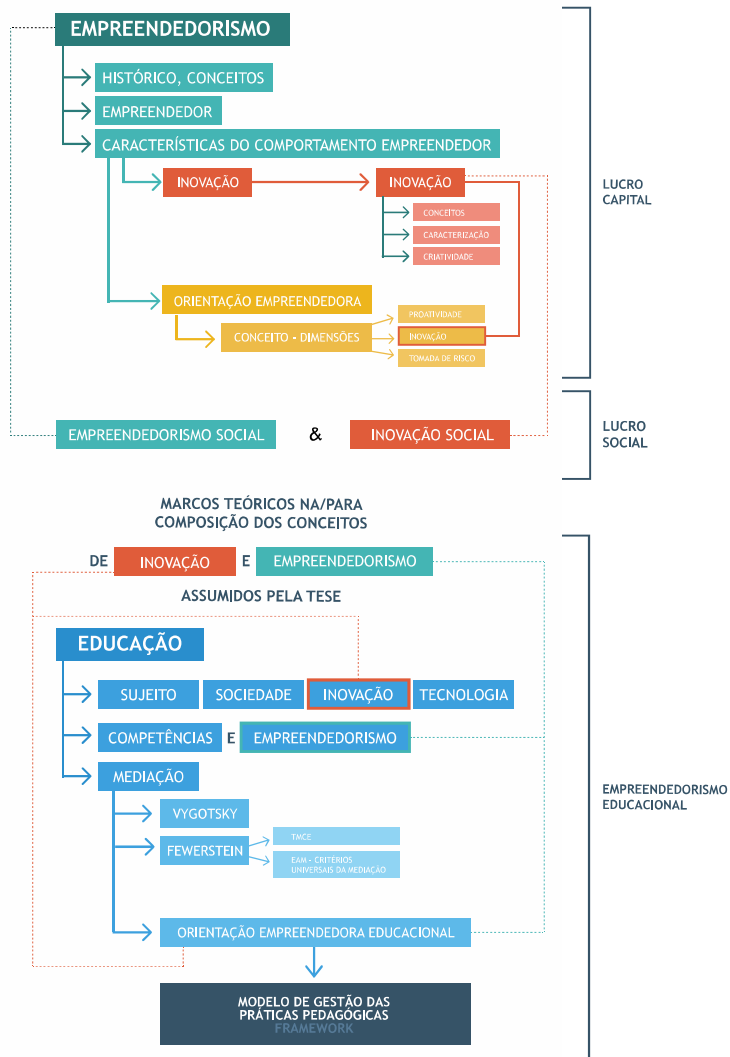 EMPREENDEDORISMO
HISTÓRICO, CONCEITOS
EMPREENDEDOR
CARACTERÍSTICAS DO COMPORTAMENTO EMPREENDEDOR
INOVAÇÃO
INOVAÇÃO
CONCEITOS
CARACTERIZAÇÃO
CRIATIVIDADE
LUCRO
CAPITAL
ORIENTAÇÃO EMPREENDEDORA
CONCEITO - DIMENSÕES
PROATIVIDADE
INOVAÇÃO
TOMADA DE RISCO
EMPREENDEDORISMO SOCIAL
&
INOVAÇÃO SOCIAL
LUCRO
SOCIAL
MARCOS TEÓRICOS NA/PARA
COMPOSIÇÃO DOS CONCEITOS
DE INOVAÇÃO E EMPREENDEDORISMO
ASSUMIDOS PELA TESE
EDUCAÇÃO
SUJEITO
SOCIEDADE
INOVAÇÃO
TECNOLOGIA
COMPETÊNCIAS E EMPREENDEDORISMO
MEDIAÇÃO
VYGOTSKY
FEWERSTEIN
TMCE
EAM - CRITÉRIOS
UNIVERSAIS DA MEDIAÇÃO
EMPREENDEDORISMO
EDUCACIONAL
ORIENTAÇÃO EMPREENDEDORA EDUCACIONAL
MODELO DE GESTÃO DAS
PRÁTICAS PEDAGÓGICAS
FRAMEWORK